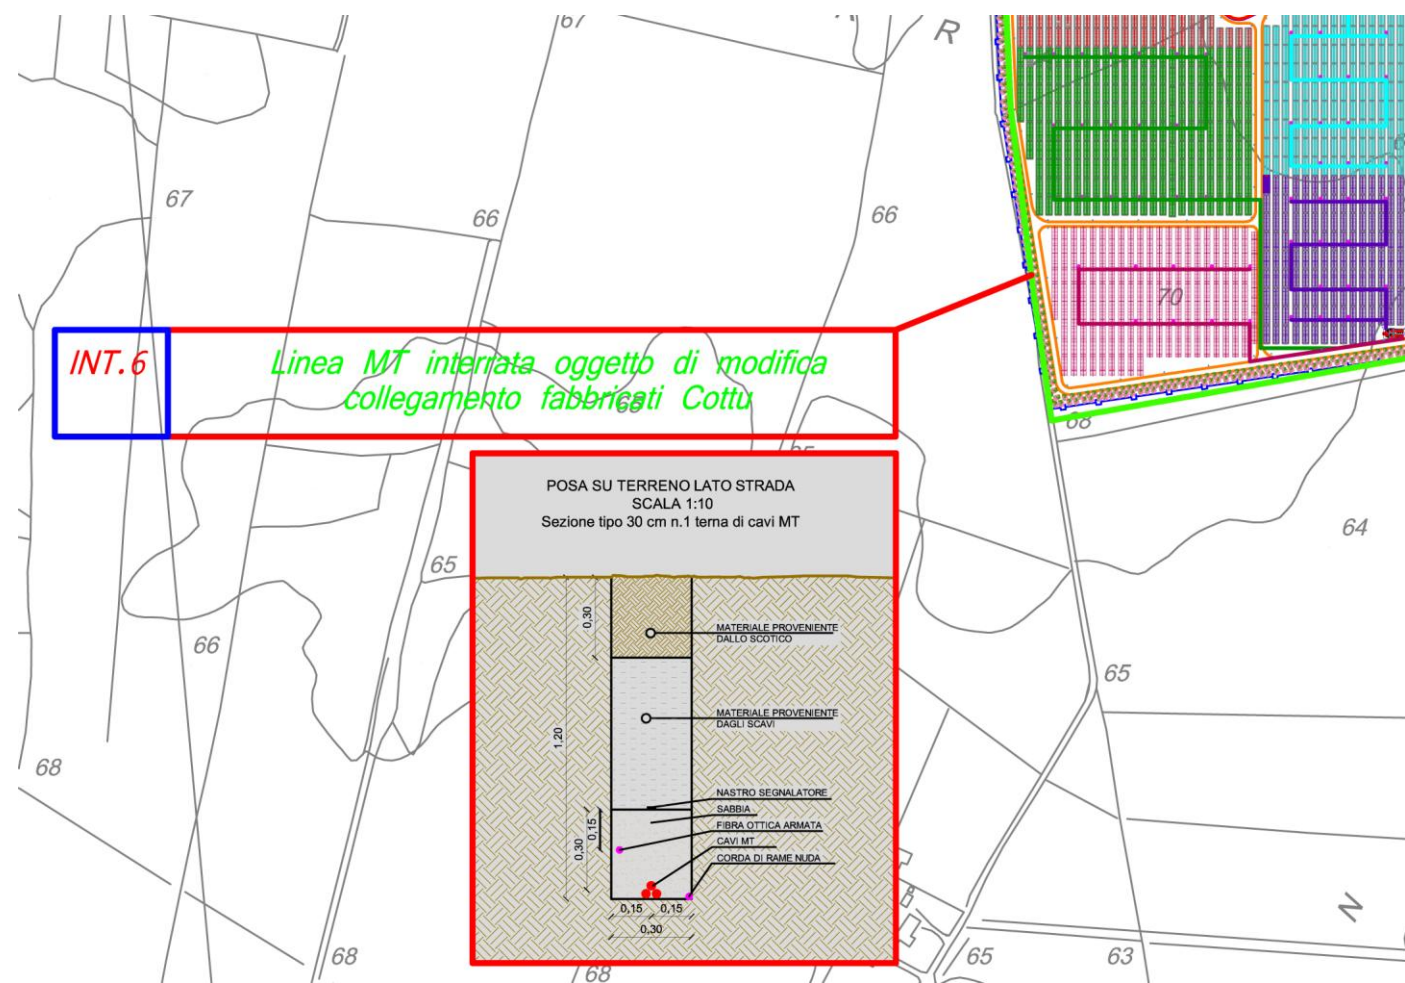 67
R
67
66
66
70
INT.6
Linea MT interrata oggetto di modifica
collegamento fabbricati Cottu
68
68
65
POSA SU TERRENO LATO STRADA
SCALA 1:10
Sezione tipo 30 cm n.1 terna di cavi MT
64
65
0,30
MATERIALE PROVENIENTE
DALLO SCOTICO
66
65
MATERIALE PROVENIENTE
DAGLI SCAVI
1,20
68
NASTRO SEGNALATORE
SABBIA
0,15
FIBRA OTTICA ARMATA
0,30
CAVI MT
CORDA DI RAME NUDA
0,15 0,15
0,30
N
68
68
65
63